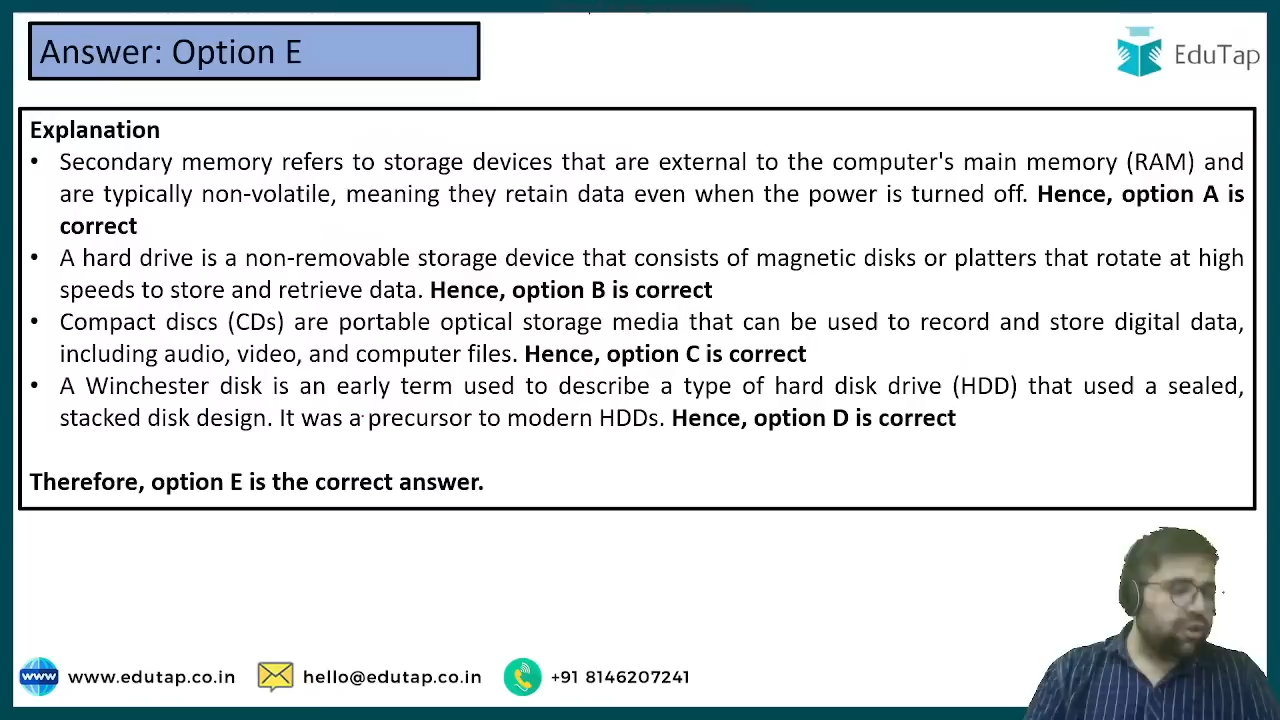 Answer: Option E
EduTap
Explanation
• Secondary memory refers to storage devices that are external to the computer's main memory (RAM) and
are typically non-volatile, meaning they retain data even when the power is turned off. Hence, option A is
correct
• A hard drive is a non-removable storage device that consists of magnetic disks or platters that rotate at high
speeds to store and retrieve data. Hence, option B is correct
• Compact discs (CDs) are portable optical storage media that can be used to record and store digital data,
including audio, video, and computer files. Hence, option C is correct
• A Winchester disk is an early term used to describe a type of hard disk drive (HDD) that used a sealed,
stacked disk design. It was a precursor to modern HDDs. Hence, option D is correct
Therefore, option E is the correct answer.
www www.edutap.co.in hello@edutap.co.in +91 8146207241